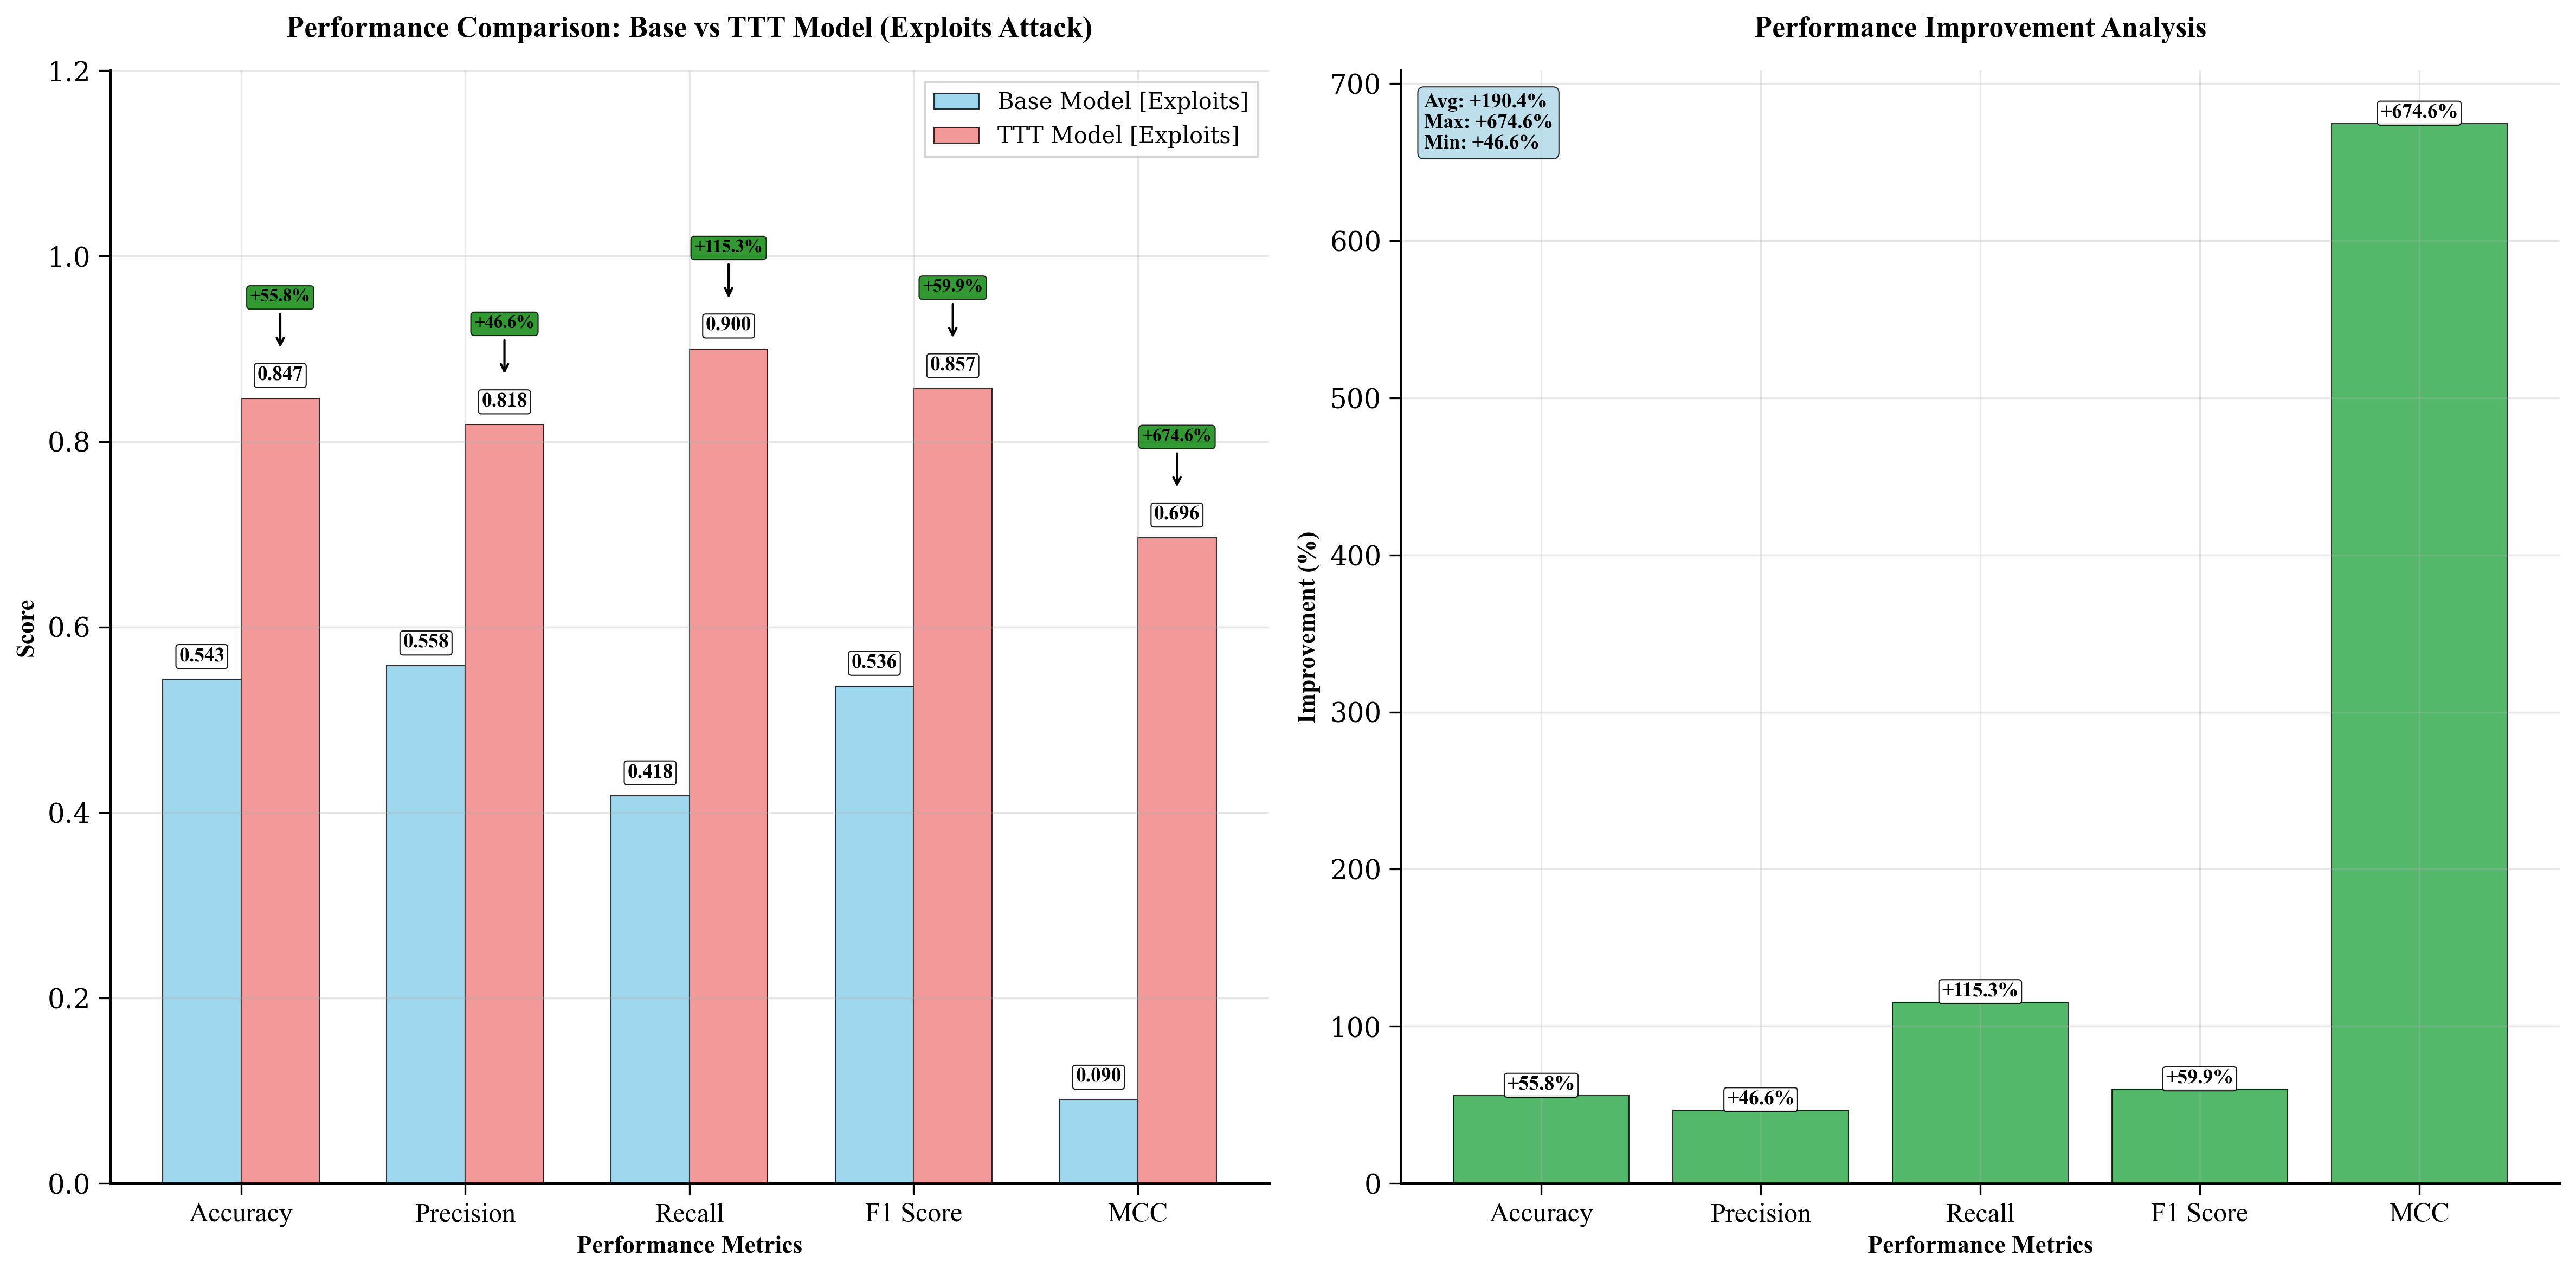 Performance Comparison: Base vs TTT Model (Exploits Attack)
Score
1.2
1.0
0.8
0.6
0.4
0.2
0.0
Base Model [Exploits]
TTT Model [Exploits]
0.543
+55.8%
0.847
0.558
+46.6%
0.818
0.418
+115.3%
0.900
0.536
+59.9%
0.857
0.090
+674.6%
0.696
Accuracy
Precision
Recall
F1 Score
MCC
Performance Metrics
Performance Improvement Analysis
Improvement (%)
700
600
500
400
300
200
100
0
Avg: +190.4%
Max: +674.6%
Min: +46.6%
+55.8%
+46.6%
+115.3%
+59.9%
+674.6%
Accuracy
Precision
Recall
F1 Score
MCC
Performance Metrics